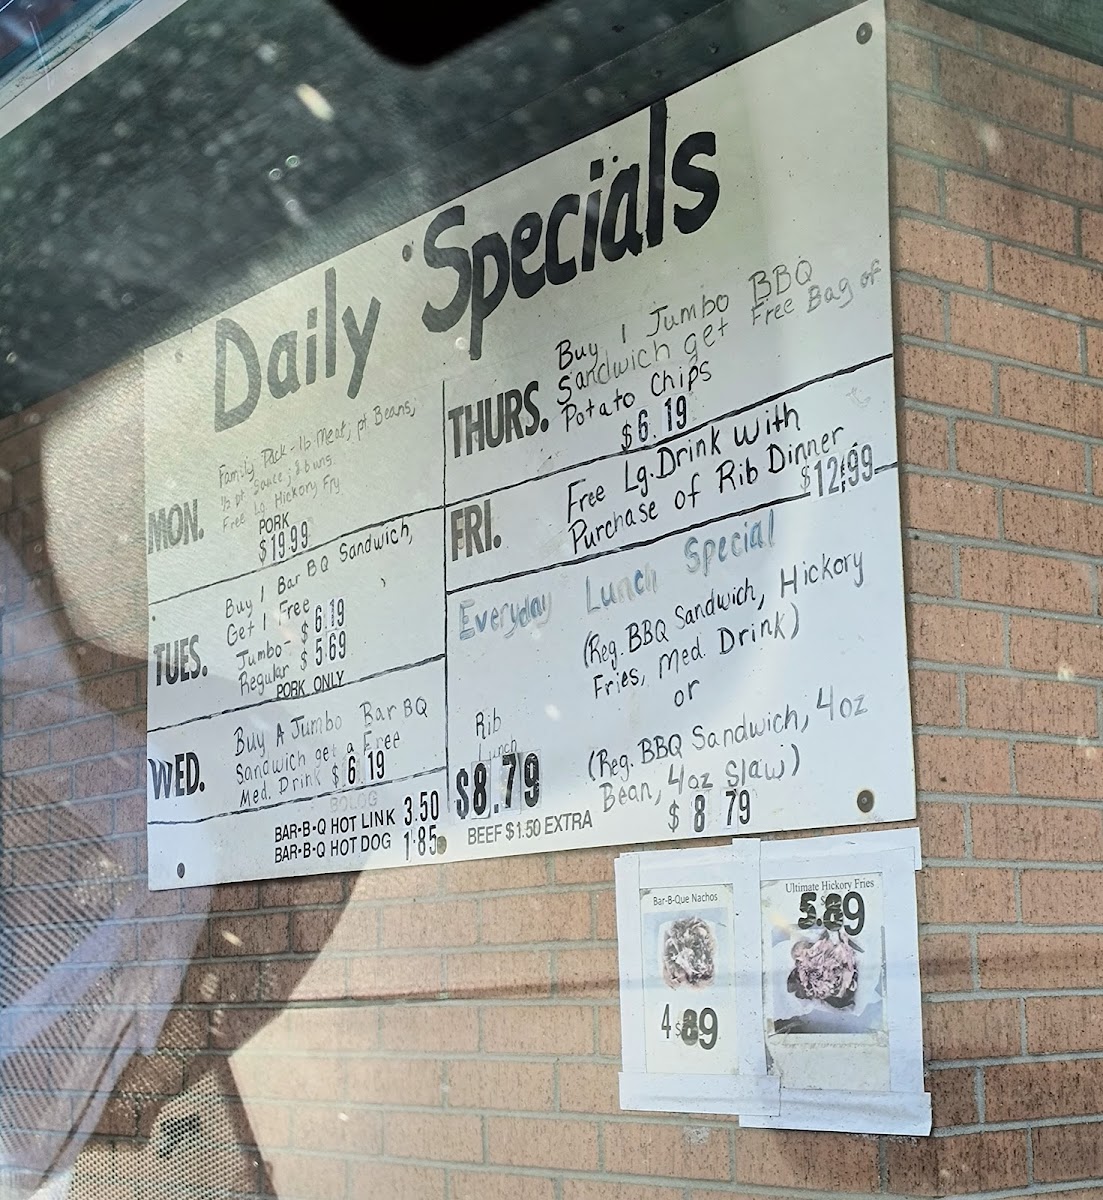 Daily Specials
MON.
Family Pack - 1 lb Meat, pt Beans,
½ pt Sauce, 8 buns.
Free Lg Hickory Fry
PORK
$19.99
TUES.
Buy 1 Bar BQ Sandwich,
Get 1 Free
Jumbo - $6.19
Regular $5.69
PORK ONLY
WED.
Buy A Jumbo Bar BQ
Sandwich get a Free
Med. Drink $6.19
BAR-B-Q HOT LINK 3.50
BAR-B-Q HOT DOG 1.85
THURS.
Buy 1 Jumbo BBQ
Sandwich get Free Bag of
Potato Chips
$6.19
FRI.
Free Lg. Drink with
Purchase of Rib Dinner
$12.99
Everyday Lunch Special
(Reg. BBQ Sandwich, Hickory
Fries, Med. Drink)
or
(Reg. BBQ Sandwich, 4oz
Bean, 4oz Slaw)
$8 79
Rib
Lunch
$8.79
BEEF $1.50 EXTRA
Bar-B-Que Nachos
4 89
Ultimate Hickory Fries
5.89